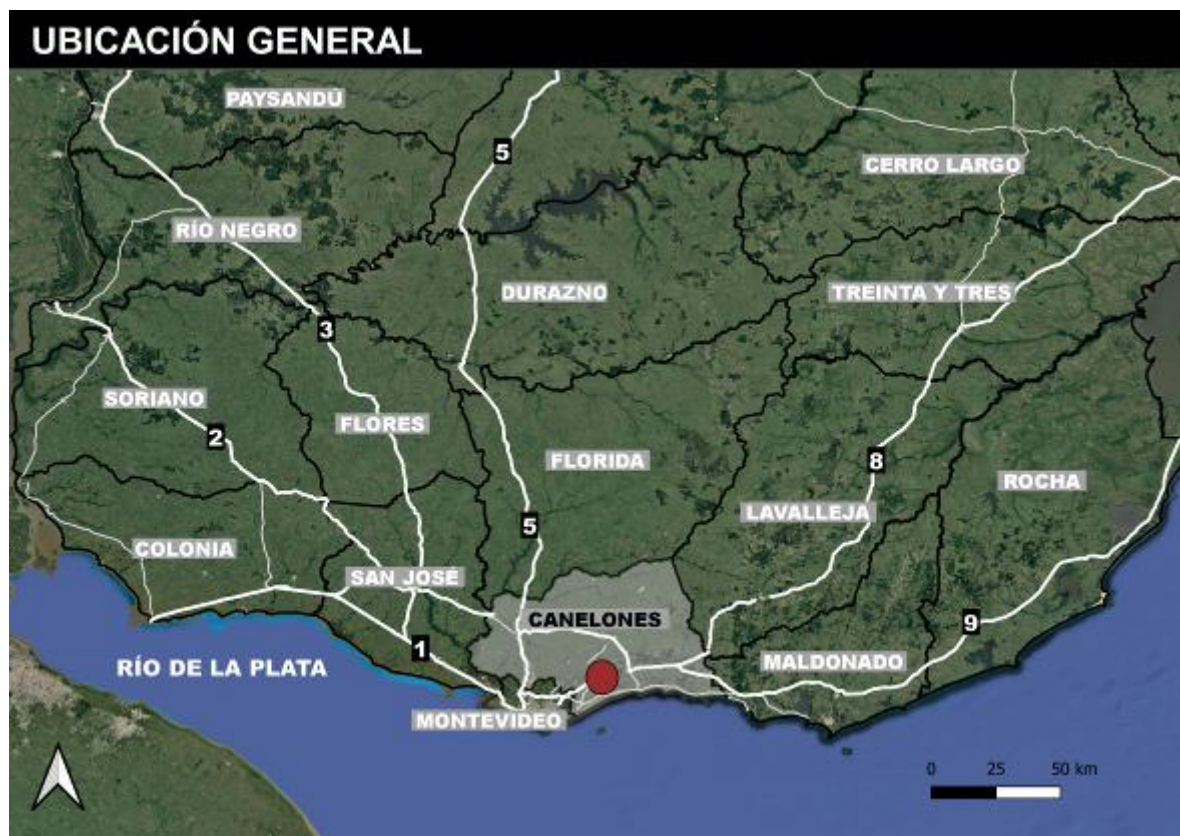 UBICACIÓN GENERAL
PAYSANDÚ
5
CERRO LARGO
RÍO NEGRO
DURAZNO
TREINTA Y TRES
3
SORIANO
FLORES
2
FLORIDA
8
ROCHA
LAVALLEJA
5
COLONIA
SAN JOSÉ
CANELONES
9
1
MALDONADO
RÍO DE LA PLATA
MONTEVIDEO
0 25 50 km